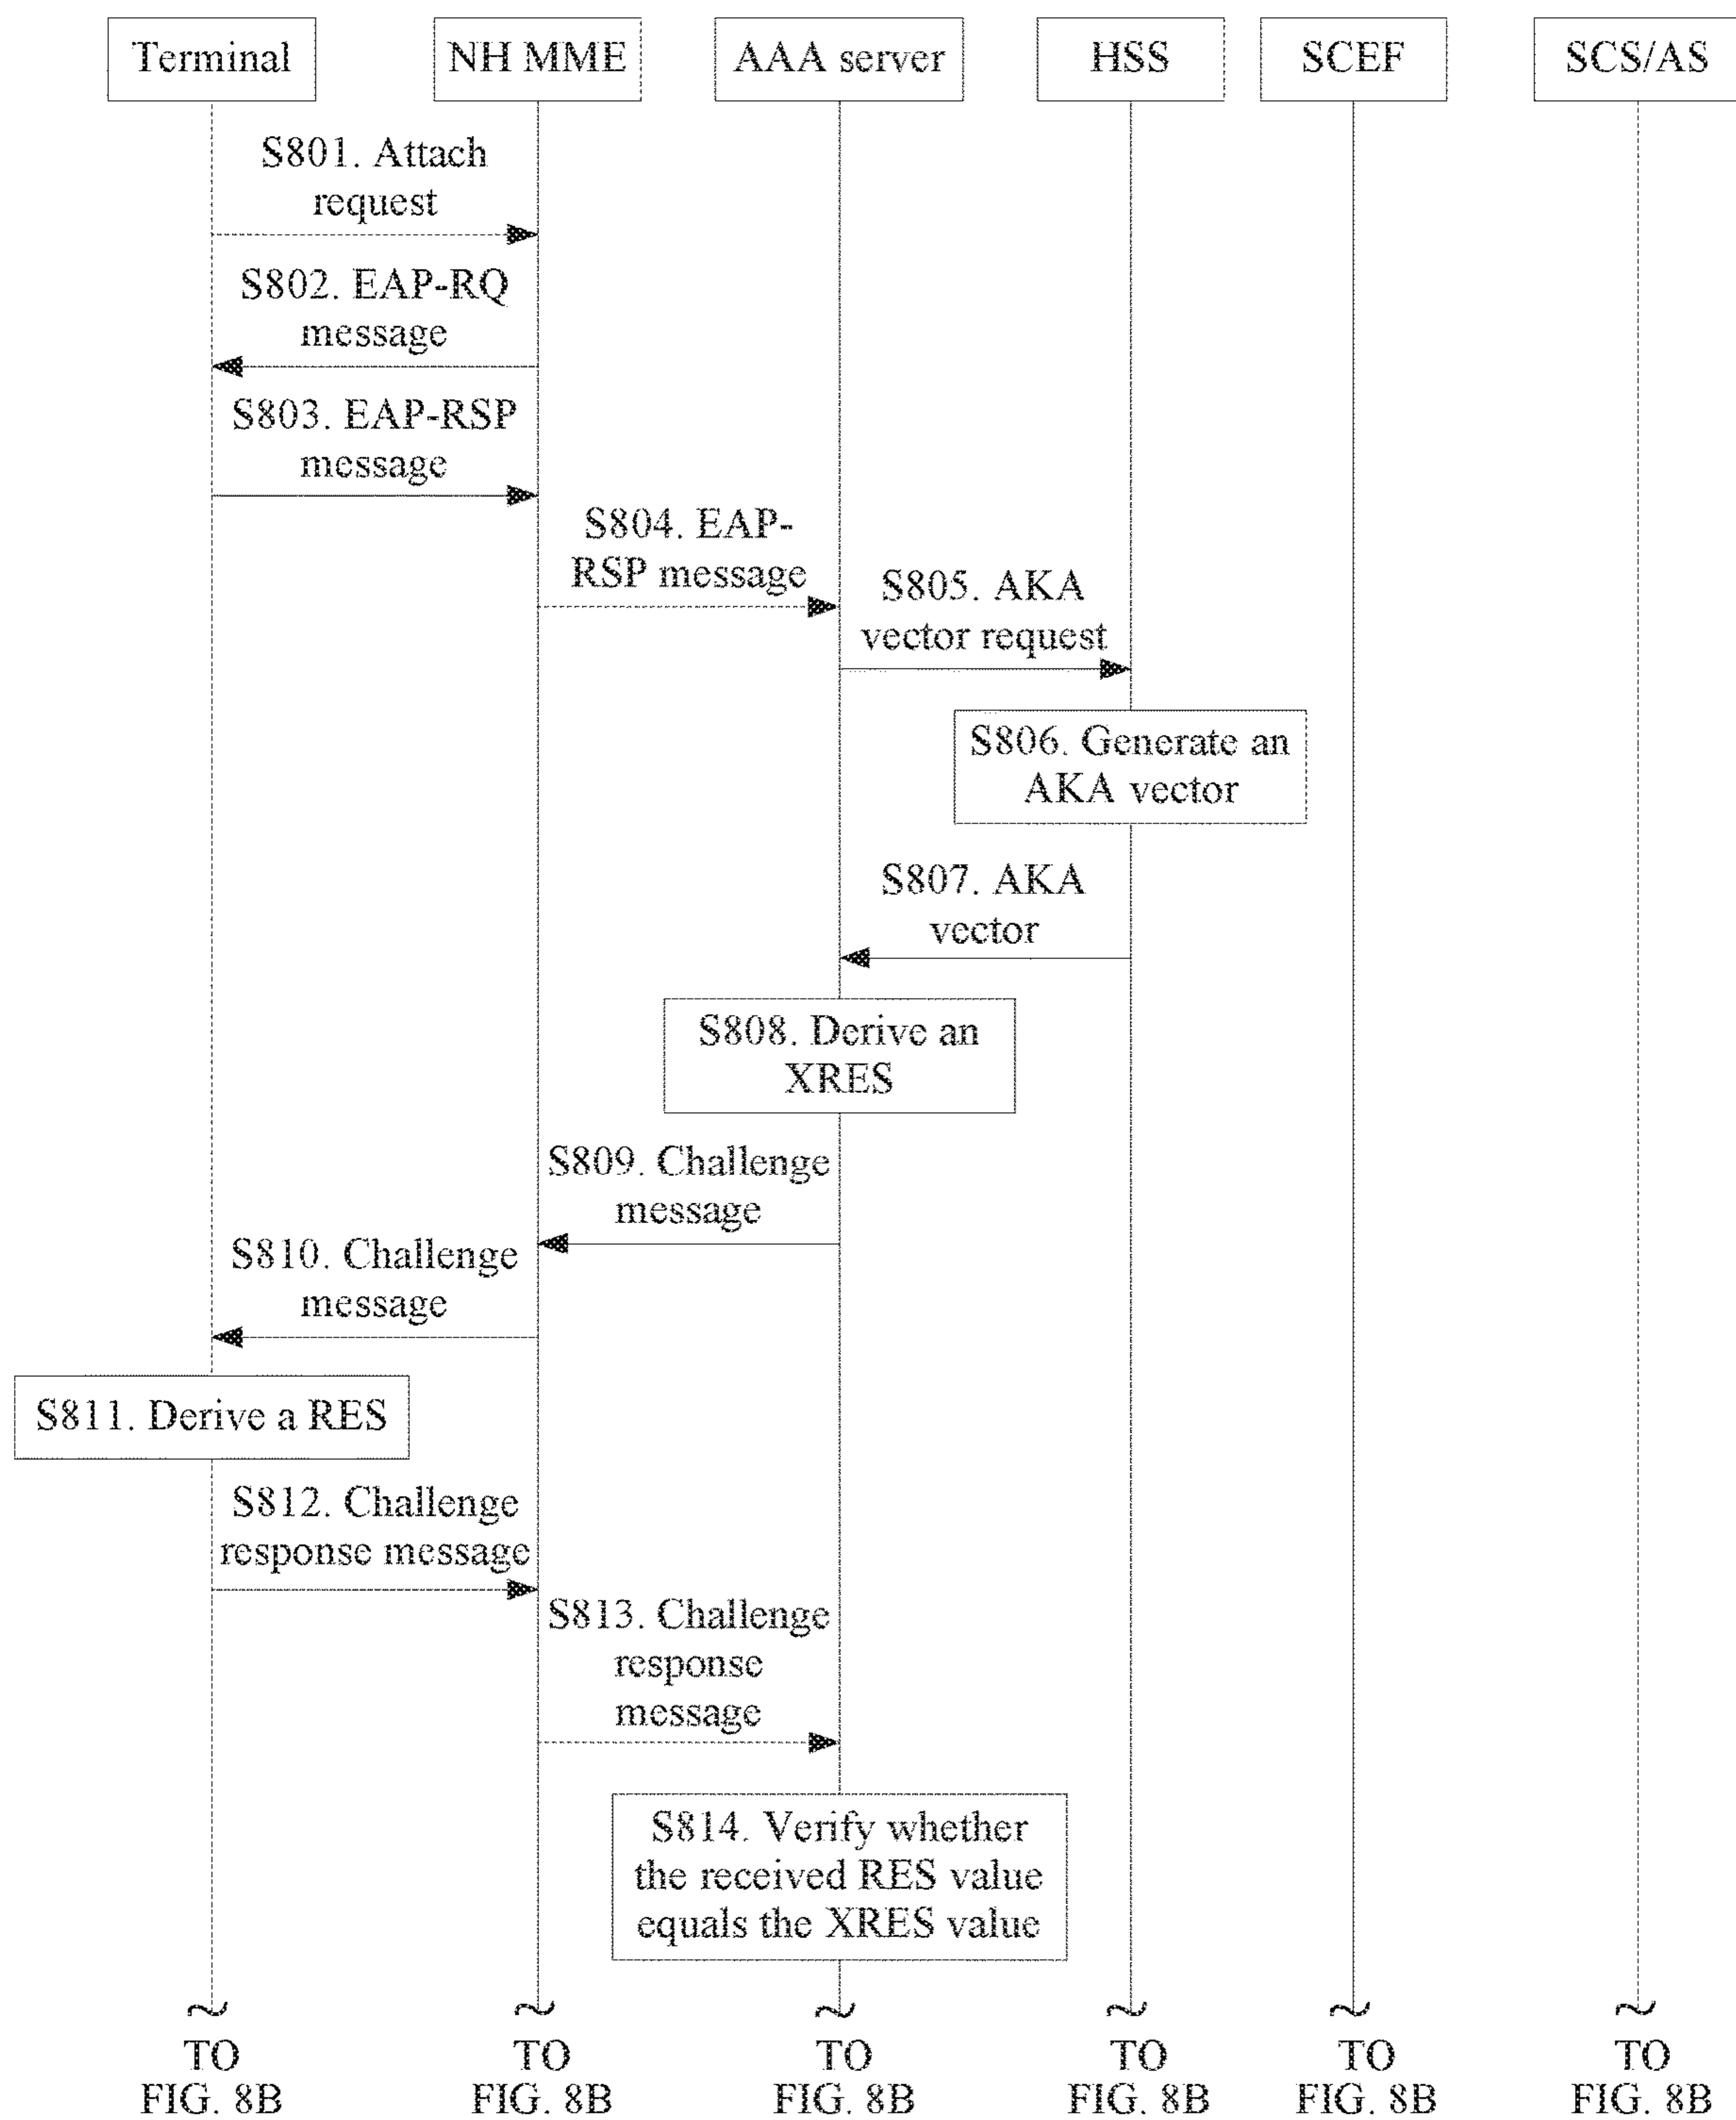 Terminal
NH MME
AAA server
HSS
SCEF
SCS/AS
S801. Attach
request
S802. EAP-RQ
message
S803. EAP-RSP
message
S804. EAP-
RSP message
S805. AKA
vector request
S806. Generate an
AKA vector
S807. AKA
vector
S808. Derive an
XRES
S809. Challenge
message
S810. Challenge
message
S811. Derive a RES
S812. Challenge
response message
S813. Challenge
response
message
S814. Verify whether
the received RES value
equals the XRES value
TO
FIG. 8B
TO
FIG. 8B
TO
FIG. 8B
TO
FIG. 8B
TO
FIG. 8B
TO
FIG. 8B